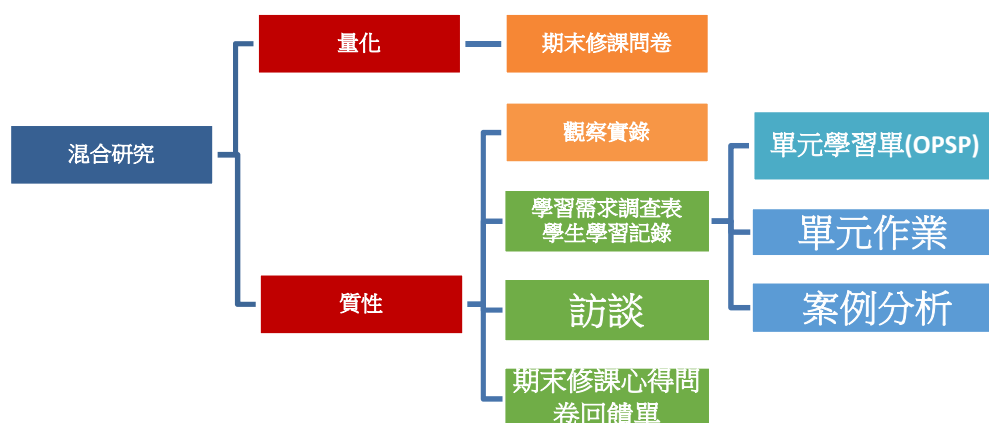 混合研究
量化
期末修課問卷
質性
觀察實錄
學習需求調查表
學生學習記錄
訪談
期末修課心得問
卷回饋單
單元學習單(OPSP)
單元作業
案例分析